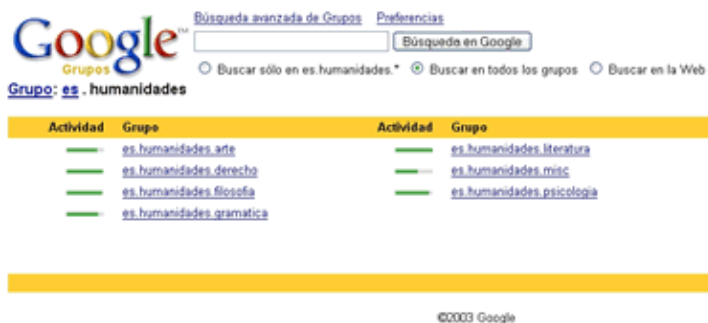 Búsqueda avanzada de Grupos Preferencias
Google™
Grupos
Búsqueda en Google
Buscar sólo en es.humanidades.* Buscar en todos los grupos Buscar en la Web
Grupo: es . humanidades
Actividad Grupo Actividad Grupo
es.humanidades.arte es.humanidades.literatura
es.humanidades.derecho es.humanidades.misc
es.humanidades.filosofia es.humanidades.psicologia
es.humanidades.gramatica
©2003 Google